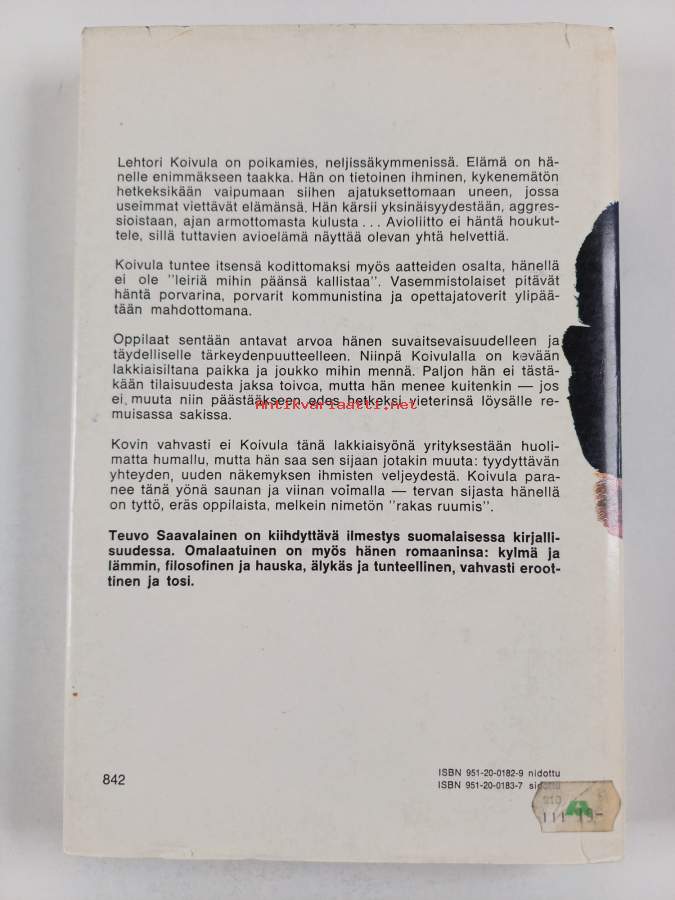 Lehtori Koivula on poikamies, neljissäkymmenissä. Elämä on hä-
nelle enimmäkseen taakka. Hän on tietoinen ihminen, kykenemätön
hetkeksikään vaipumaan siihen ajatuksettomaan uneen, jossa
useimmat viettävät elämänsä. Hän kärsii yksinäisyydestään, aggres-
sioistaan, ajan armottomasta kulusta... Avioliitto ei häntä houkut-
tele, sillä tuttavien avioelämä näyttää olevan yhtä helvettiä.
Koivula tuntee itsensä kodittomaksi myös aatteiden osalta, hänellä
ei ole "leiriä mihin päänsä kallistaa". Vasemmistolaiset pitävät
häntä porvarina, porvarit kommunistina ja opettajatoverit ylipää-
tään mahdottomana.
Oppilaat sentään antavat arvoa hänen suvaitsevaisuudelleen ja
täydelliselle tärkeydenpuutteelleen. Niinpä Koivulalla on kevään
lakkiaisiltana paikka ja joukko mihin mennä. Paljon hän ei tästä-
kään tilaisuudesta jaksa toivoa, mutta hän menee kuitenkin — jos
ei muuta niin päästääkseen edes hetkeksi vieterinsä löysälle re-
muisassa sakissa.
Antikvariaatti.net
Kovin vahvasti ei Koivula tänä lakkiaisyönä yrityksestään huoli-
matta humallu, mutta hän saa sen sijaan jotakin muuta: tyydyttävän
yhteyden, uuden näkemyksen ihmisten veljeydestä. Koivula para-
nee tänä yönä saunan ja viinan voimalla — tervan sijasta hänellä
on tyttö, eräs oppilaista, melkein nimetön "rakas ruumis".
Teuvo Saavalainen on kiihdyttävä ilmestys suomalaisessa kirjalli-
suudessa. Omalaatuinen on myös hänen romaaninsa: kylmä ja
lämmin, filosofinen ja hauska, älykäs ja tunteellinen, vahvasti eroot-
tinen ja tosi.
842
ISBN 951-20-0182-9 nidottu
ISBN 951-20-0183-7